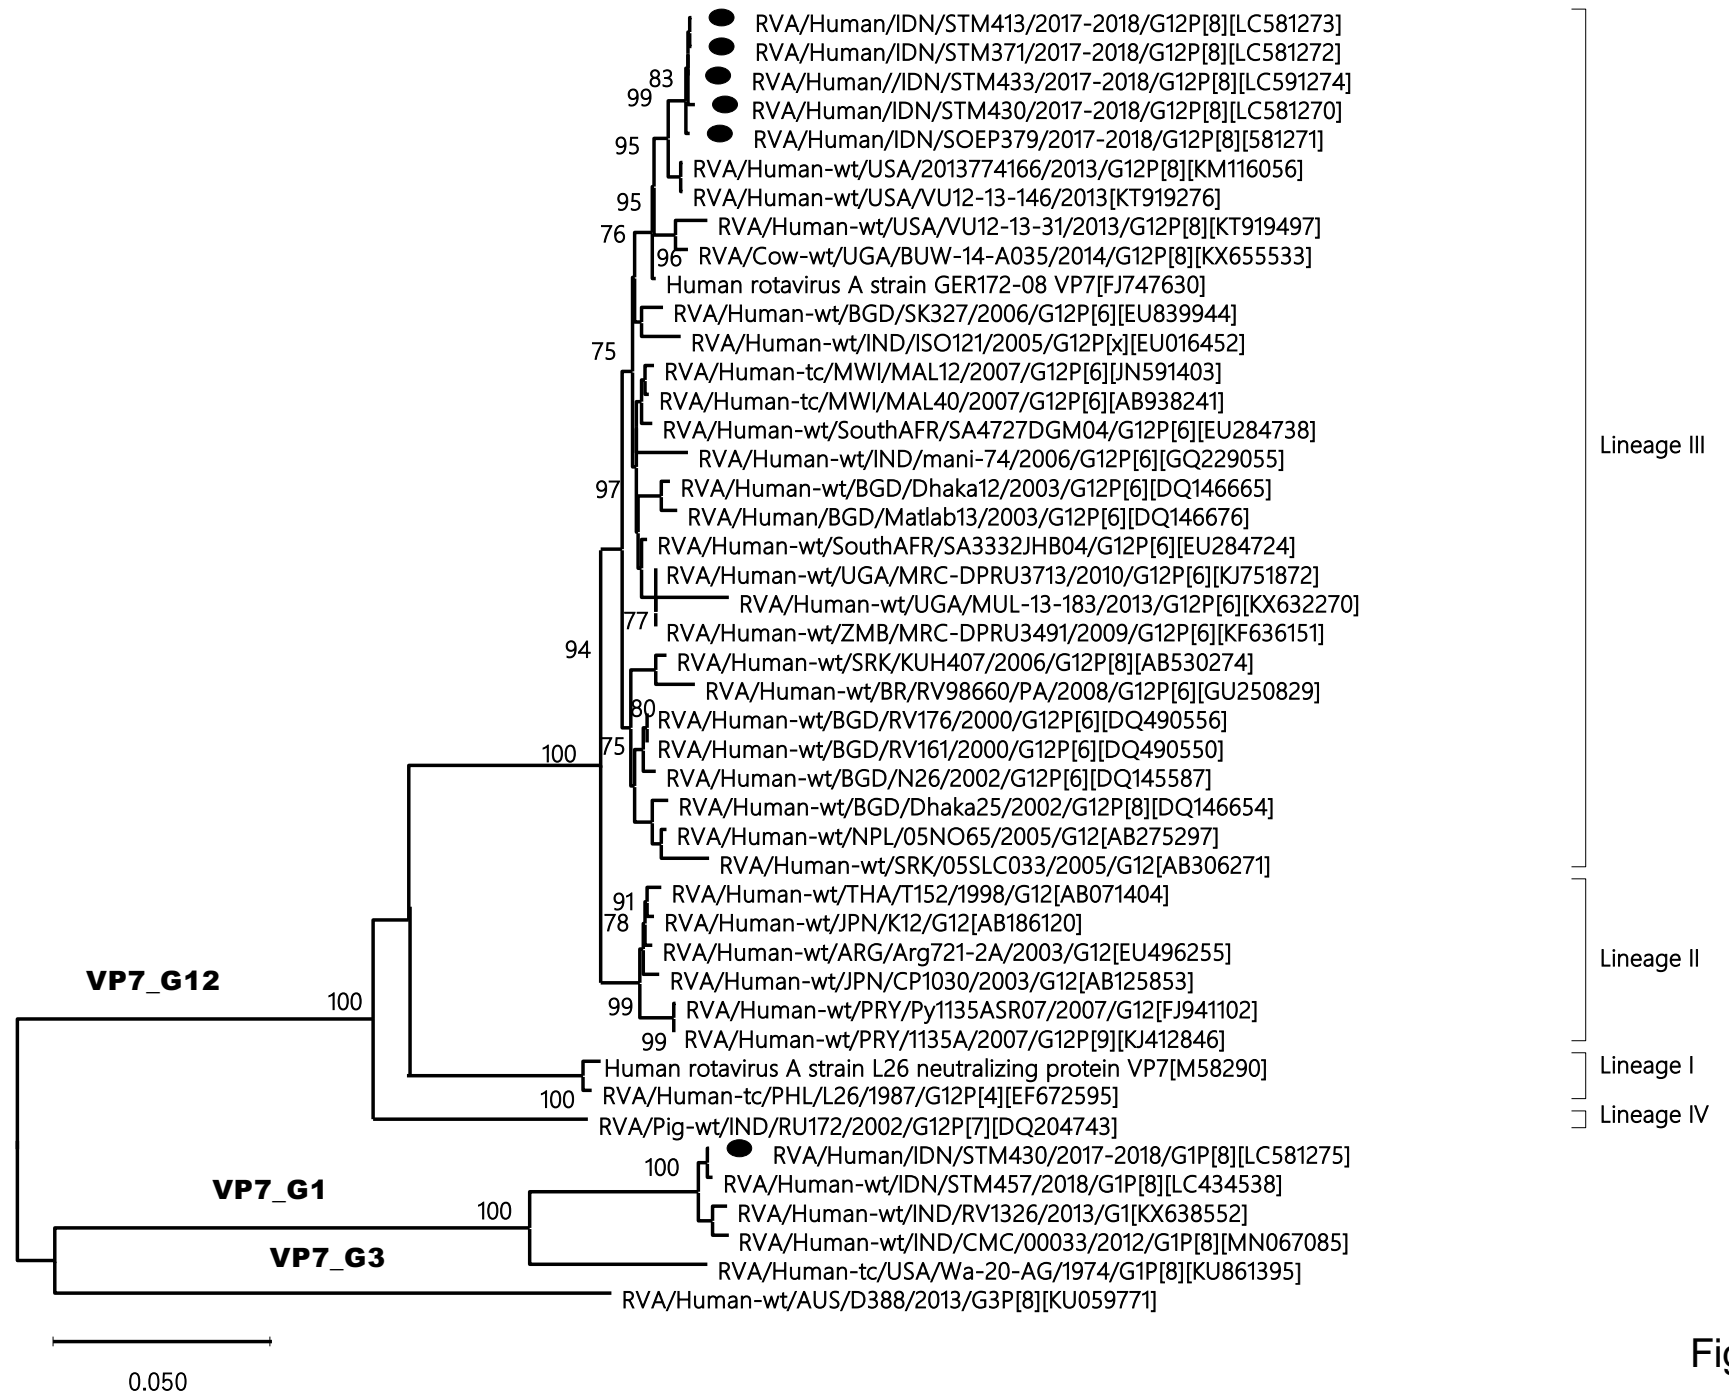 RVA/Human/IDN/STM413/2017-2018/G12P[8][LC581273]
RVA/Human/IDN/STM371/2017-2018/G12P[8][LC581272]
83
RVA/Human//IDN/STM433/2017-2018/G12P[8][LC591274]
99
RVA/Human/IDN/STM430/2017-2018/G12P[8][LC581270]
95
RVA/Human/IDN/SOEP379/2017-2018/G12P[8][581271]
RVA/Human-wt/USA/2013774166/2013/G12P[8][KM116056]
95
RVA/Human-wt/USA/VU12-13-146/2013[KT919276]
76
RVA/Human-wt/USA/VU12-13-31/2013/G12P[8][KT919497]
96
RVA/Cow-wt/UGA/BUW-14-A035/2014/G12P[8][KX655533]
Human rotavirus A strain GER172-08 VP7[FJ747630]
RVA/Human-wt/BGD/SK327/2006/G12P[6][EU839944]
75
RVA/Human-wt/IND/ISO121/2005/G12P[x][EU016452]
RVA/Human-tc/MWI/MAL12/2007/G12P[6][JN591403]
RVA/Human-tc/MWI/MAL40/2007/G12P[6][AB938241]
RVA/Human-wt/SouthAFR/SA4727DGM04/G12P[6][EU284738]
Lineage III
RVA/Human-wt/IND/mani-74/2006/G12P[6][GQ229055]
97
RVA/Human-wt/BGD/Dhaka12/2003/G12P[6][DQ146665]
RVA/Human/BGD/Matlab13/2003/G12P[6][DQ146676]
RVA/Human-wt/SouthAFR/SA3332JHB04/G12P[6][EU284724]
RVA/Human-wt/UGA/MRC-DPRU3713/2010/G12P[6][KJ751872]
RVA/Human-wt/UGA/MUL-13-183/2013/G12P[6][KX632270]
77
RVA/Human-wt/ZMB/MRC-DPRU3491/2009/G12P[6][KF636151]
94
RVA/Human-wt/SRK/KUH407/2006/G12P[8][AB530274]
RVA/Human-wt/BR/RV98660/PA/2008/G12P[6][GU250829]
80
RVA/Human-wt/BGD/RV176/2000/G12P[6][DQ490556]
100
75
RVA/Human-wt/BGD/RV161/2000/G12P[6][DQ490550]
RVA/Human-wt/BGD/N26/2002/G12P[6][DQ145587]
RVA/Human-wt/BGD/Dhaka25/2002/G12P[8][DQ146654]
RVA/Human-wt/NPL/05NO65/2005/G12[AB275297]
RVA/Human-wt/SRK/05SLC033/2005/G12[AB306271]
RVA/Human-wt/THA/T152/1998/G12[AB071404]
91
78
RVA/Human-wt/JPN/K12/G12[AB186120]
RVA/Human-wt/ARG/Arg721-2A/2003/G12[EU496255]
Lineage II
VP7_G12
RVA/Human-wt/JPN/CP1030/2003/G12[AB125853]
100
99
RVA/Human-wt/PRY/Py1135ASR07/2007/G12[FJ941102]
99
RVA/Human-wt/PRY/1135A/2007/G12P[9][KJ412846]
Human rotavirus A strain L26 neutralizing protein VP7[M58290]
Lineage I
100
RVA/Human-tc/PHL/L26/1987/G12P[4][EF672595]
Lineage IV
RVA/Pig-wt/IND/RU172/2002/G12P[7][DQ204743]
RVA/Human/IDN/STM430/2017-2018/G1P[8][LC581275]
100
VP7_G1
RVA/Human-wt/IDN/STM457/2018/G1P[8][LC434538]
100
RVA/Human-wt/IND/RV1326/2013/G1[KX638552]
RVA/Human-wt/IND/CMC/00033/2012/G1P[8][MN067085]
VP7_G3
RVA/Human-tc/USA/Wa-20-AG/1974/G1P[8][KU861395]
RVA/Human-wt/AUS/D388/2013/G3P[8][KU059771]
0.050